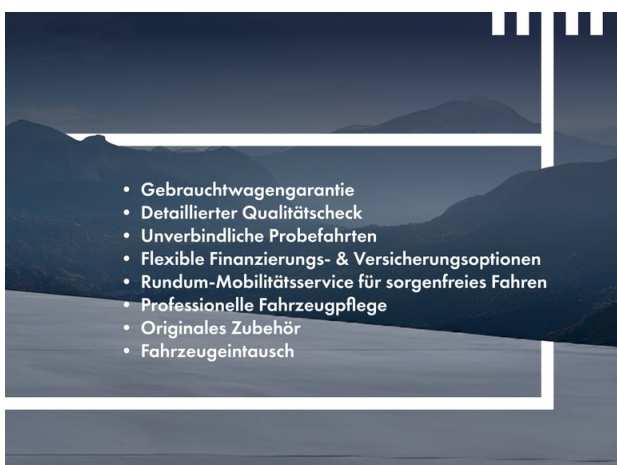 • Gebrauchtwagengarantie
• Detaillierter Qualitätscheck
• Unverbindliche Probefahrten
• Flexible Finanzierungs- & Versicherungsoptionen
• Rundum-Mobilitätsservice für sorgenfreies Fahren
• Professionelle Fahrzeugpflege
• Originales Zubehör
• Fahrzeugeintausch